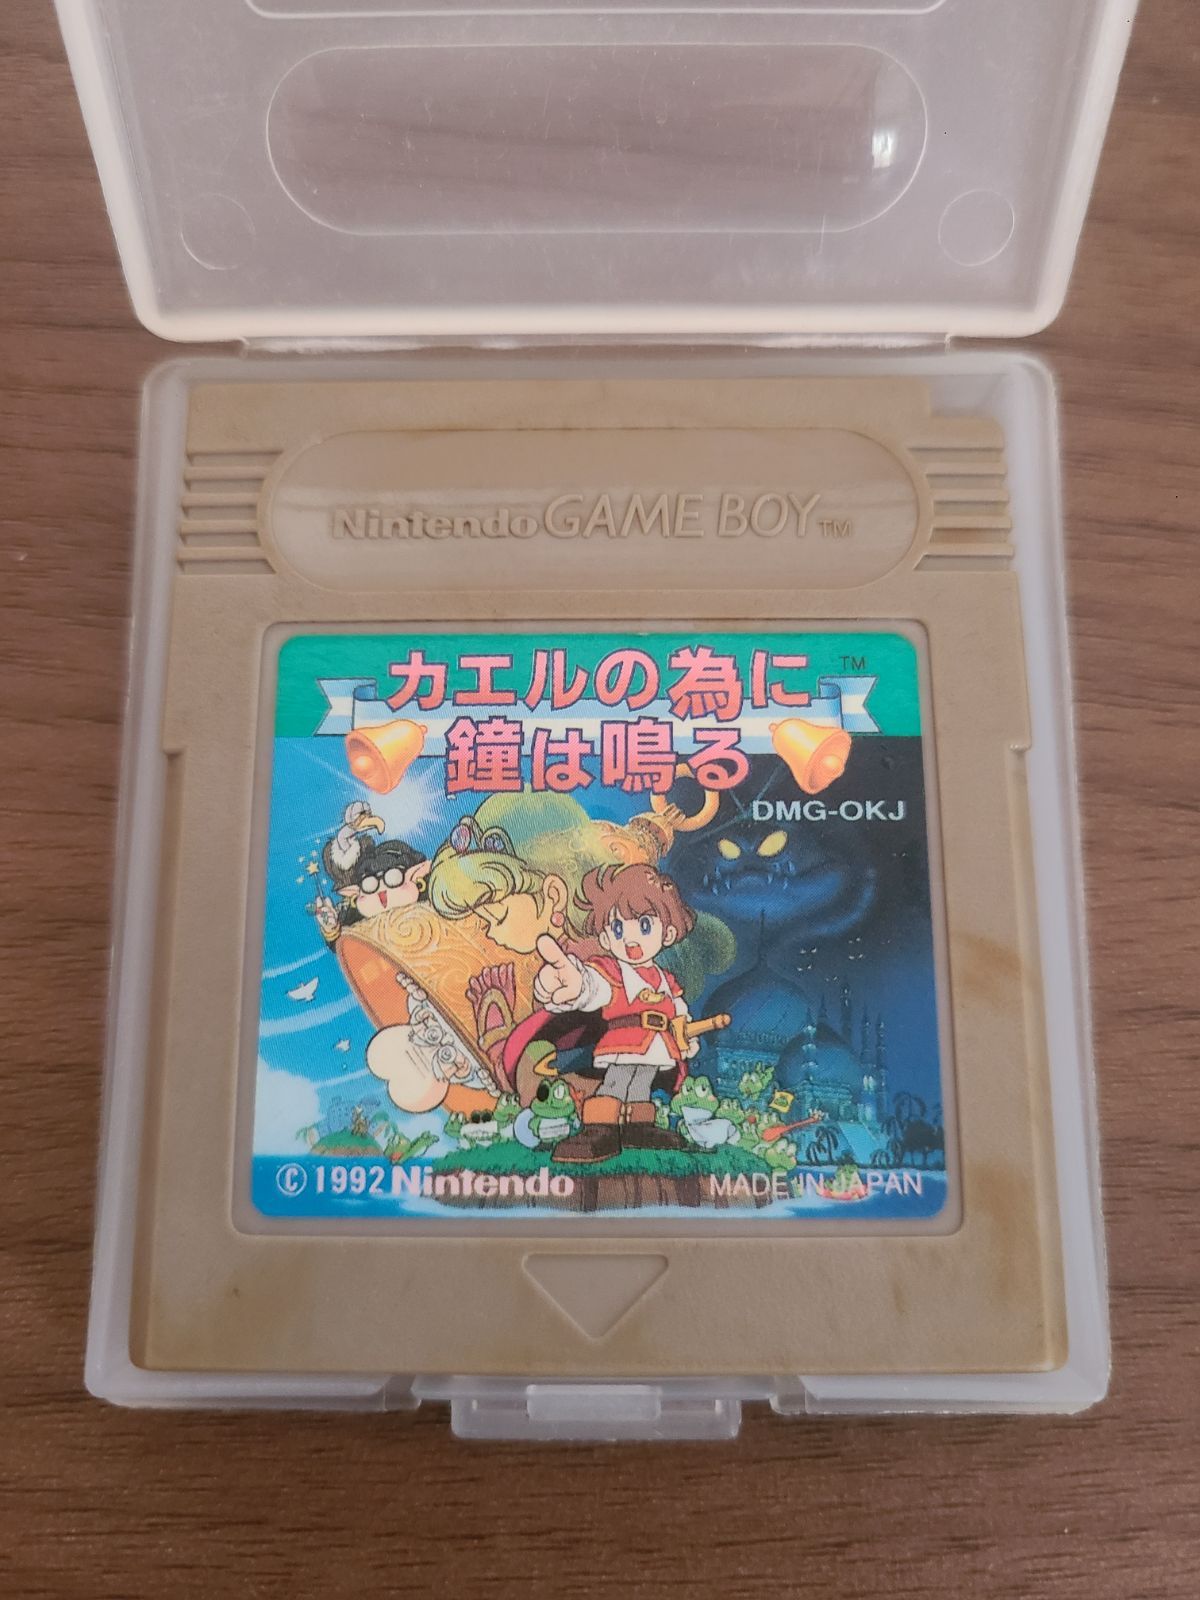 Nintendo GAME BOY TM
カエルの為に TM
鐘は鳴る
DMG-OKJ
© 1992 Nintendo MADE IN JAPAN